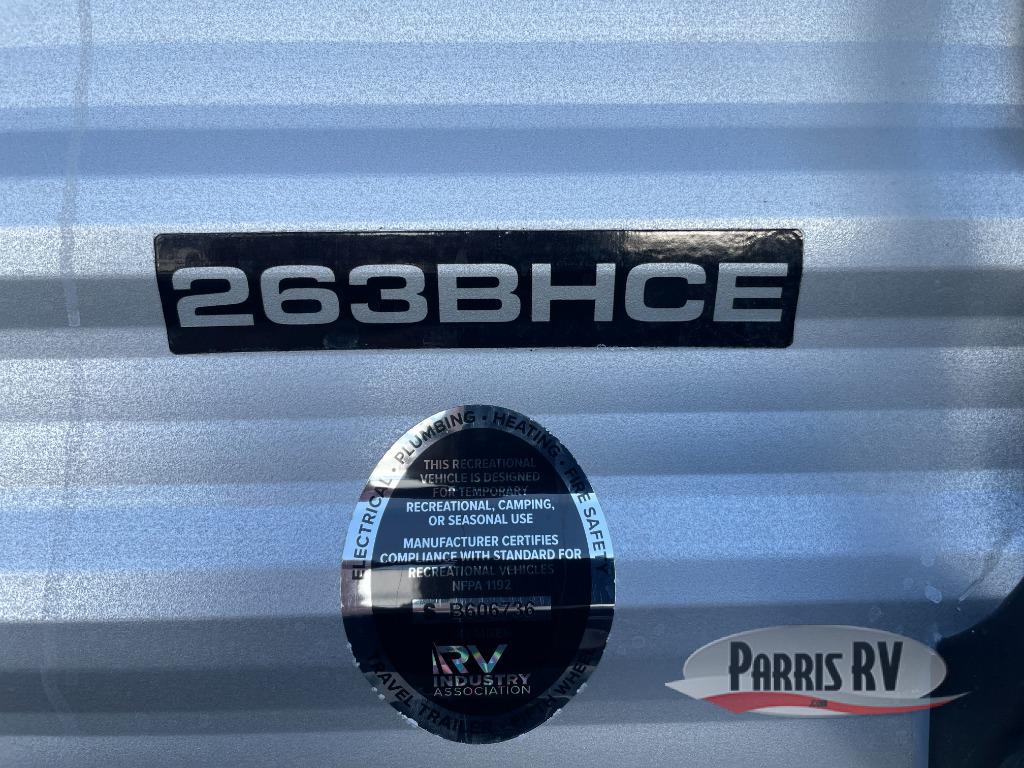 263BHCE
ELECTRICAL · PLUMBING · HEATING · FIRE SAFETY
THIS RECREATIONAL
VEHICLE IS DESIGNED
FOR TEMPORARY
RECREATIONAL, CAMPING,
OR SEASONAL USE
MANUFACTURER CERTIFIES
COMPLIANCE WITH STANDARD FOR
RECREATIONAL VEHICLES
NFPA 1192
S B606736
RV
INDUSTRY
ASSOCIATION
TRAVEL TRAILER
PARRIS RV
.com